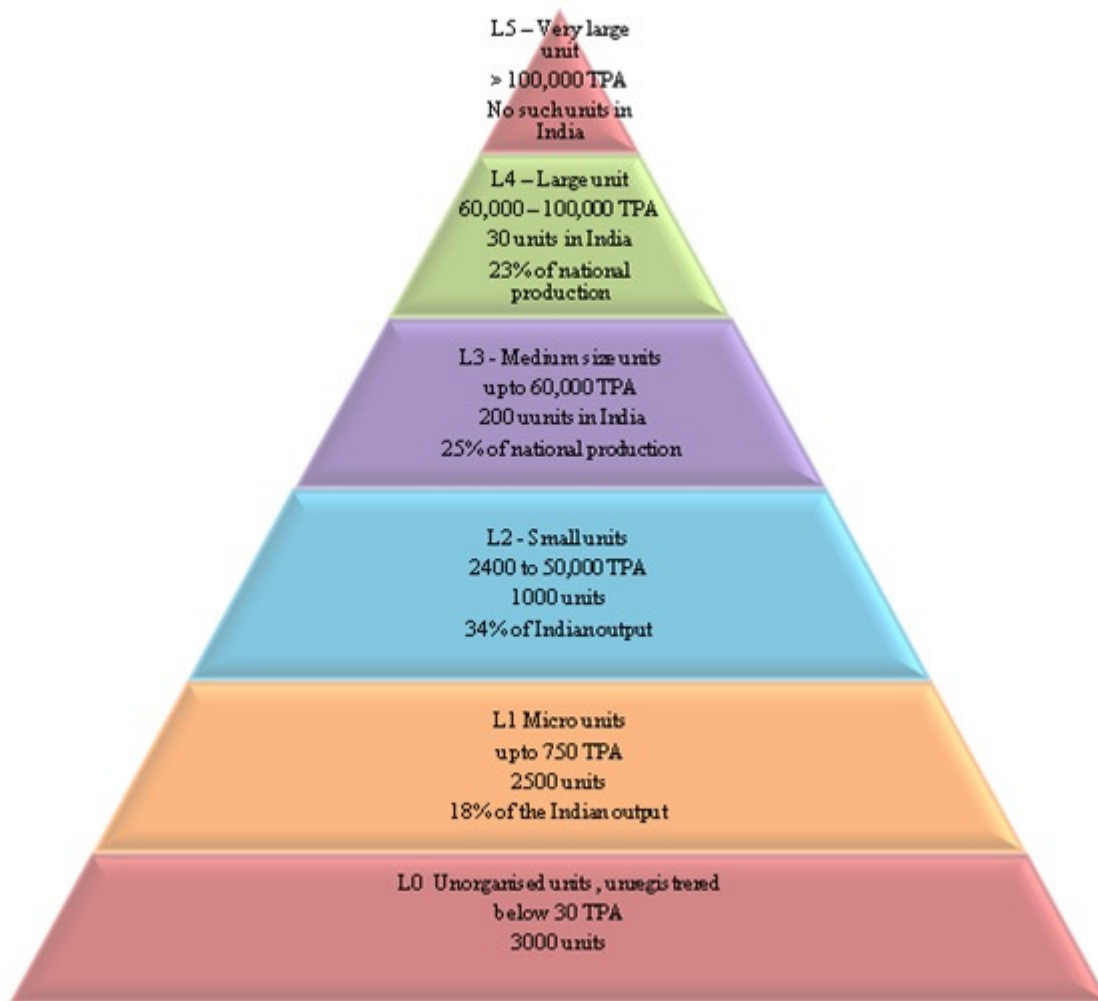 L5 – Very large
unit
> 100,000 TPA
No such units in
India
L4 – Large unit
60,000 – 100,000 TPA
30 units in India
23% of national
production
L3 - Medium size units
upto 60,000 TPA
200 uunits in India
25% of national production
L2 - Small units
2400 to 50,000 TPA
1000 units
34% of Indian output
L1 Micro units
upto 750 TPA
2500 units
18% of the Indian output
L0 Unorganised units , unregistrered
below 30 TPA
3000 units